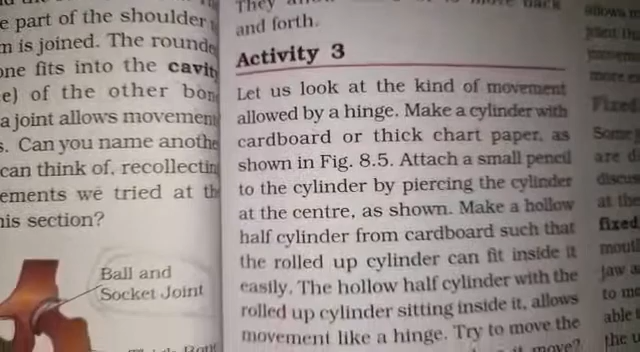 e part of the shoulder
m is joined. The rounde
one fits into the cavity
e) of the other bon
a joint allows movemen
s. Can you name anothe
can think of, recollectin
ements we tried at th
his section?
Ball and
Socket Joint
and forth.
Activity 3
Let us look at the kind of movement
allowed by a hinge. Make a cylinder with
cardboard or thick chart paper, as
shown in Fig. 8.5. Attach a small pencil
to the cylinder by piercing the cylinder
at the centre, as shown. Make a hollow
half cylinder from cardboard such that
the rolled up cylinder can fit inside it
easily. The hollow half cylinder with the
rolled up cylinder sitting inside it, allows
movement like a hinge. Try to move the
move?
more e
Fixed
Some j
are d
discus
at the
fixed
mout
jaw a
to mo
able
the u